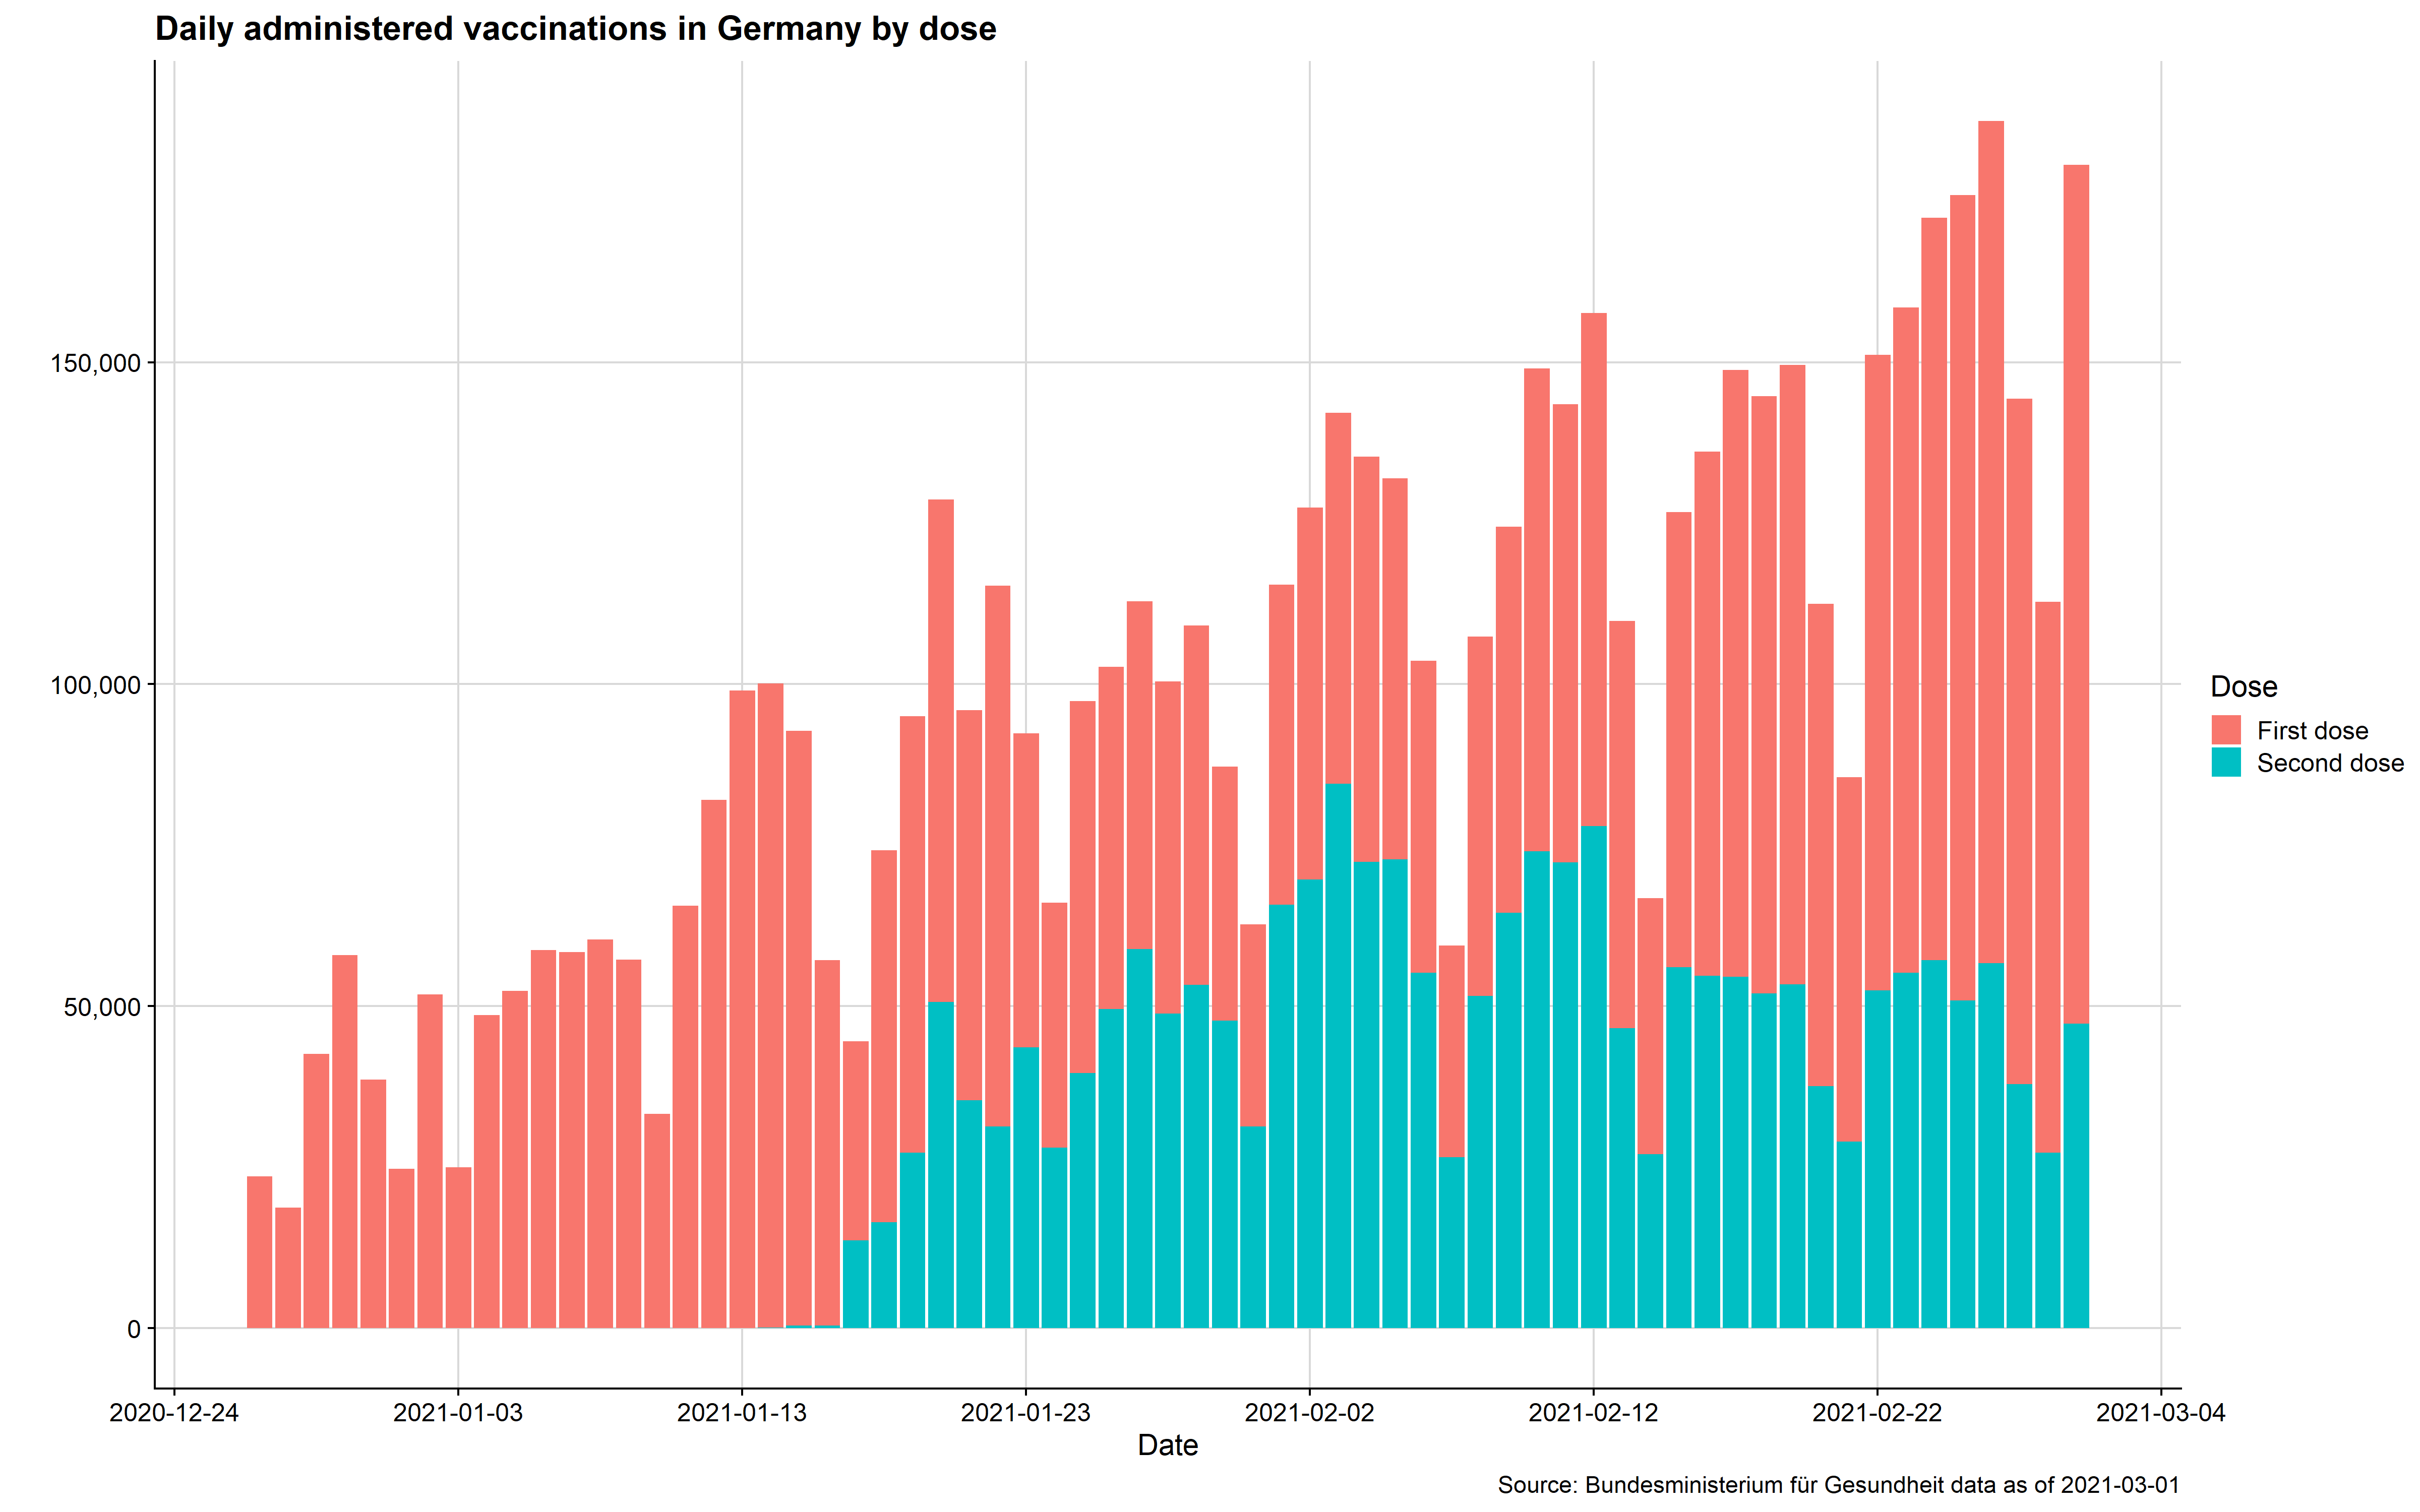 Daily administered vaccinations in Germany by dose
150,000
100,000
50,000
0
2020-12-24
2021-01-03
2021-01-13
2021-01-23
2021-02-02
2021-02-12
2021-02-22
2021-03-04
Date
Dose
First dose
Second dose
Source: Bundesministerium für Gesundheit data as of 2021-03-01